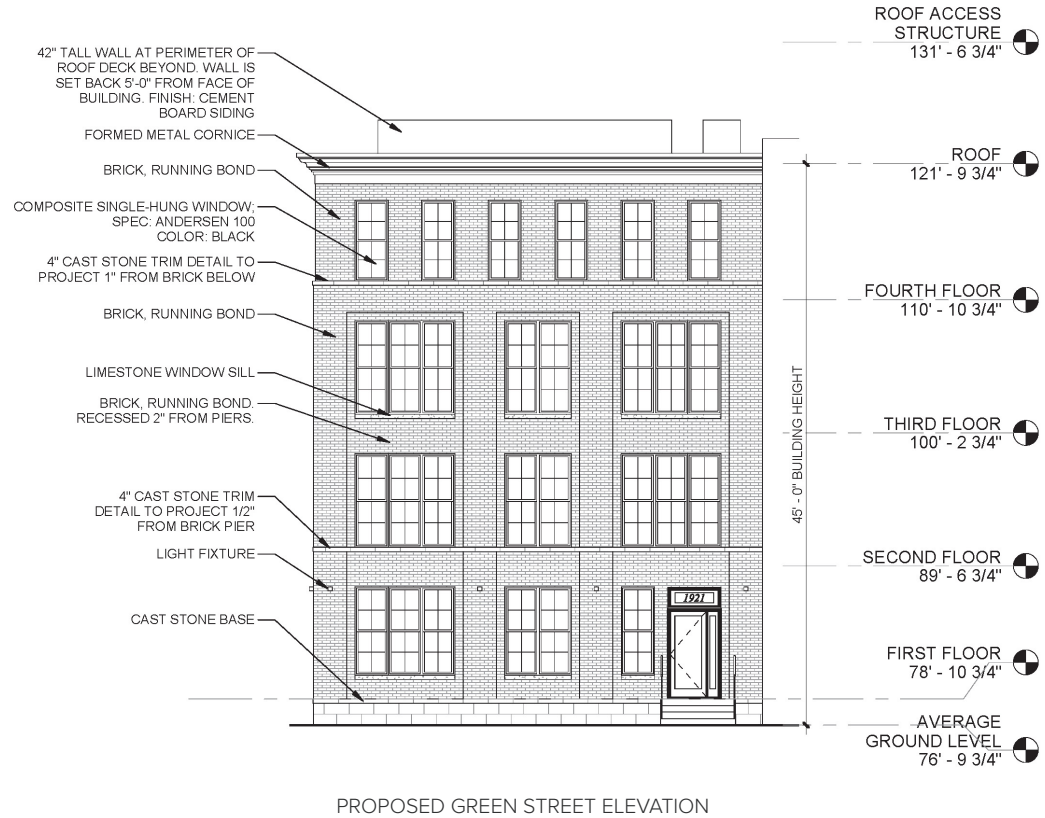 42" TALL WALL AT PERIMETER OF
ROOF DECK BEYOND. WALL IS
SET BACK 5'-0" FROM FACE OF
BUILDING. FINISH: CEMENT
BOARD SIDING
FORMED METAL CORNICE
BRICK, RUNNING BOND
COMPOSITE SINGLE-HUNG WINDOW;
SPEC: ANDERSEN 100
COLOR: BLACK
4" CAST STONE TRIM DETAIL TO
PROJECT 1" FROM BRICK BELOW
BRICK, RUNNING BOND
LIMESTONE WINDOW SILL
BRICK, RUNNING BOND.
RECESSED 2" FROM PIERS.
4" CAST STONE TRIM
DETAIL TO PROJECT 1/2"
FROM BRICK PIER
LIGHT FIXTURE
CAST STONE BASE
1921
45' - 0" BUILDING HEIGHT
ROOF ACCESS
STRUCTURE
131' - 6 3/4"
ROOF
121' - 9 3/4"
FOURTH FLOOR
110' - 10 3/4"
THIRD FLOOR
100' - 2 3/4"
SECOND FLOOR
89' - 6 3/4"
FIRST FLOOR
78' - 10 3/4"
AVERAGE
GROUND LEVEL
76' - 9 3/4"
PROPOSED GREEN STREET ELEVATION